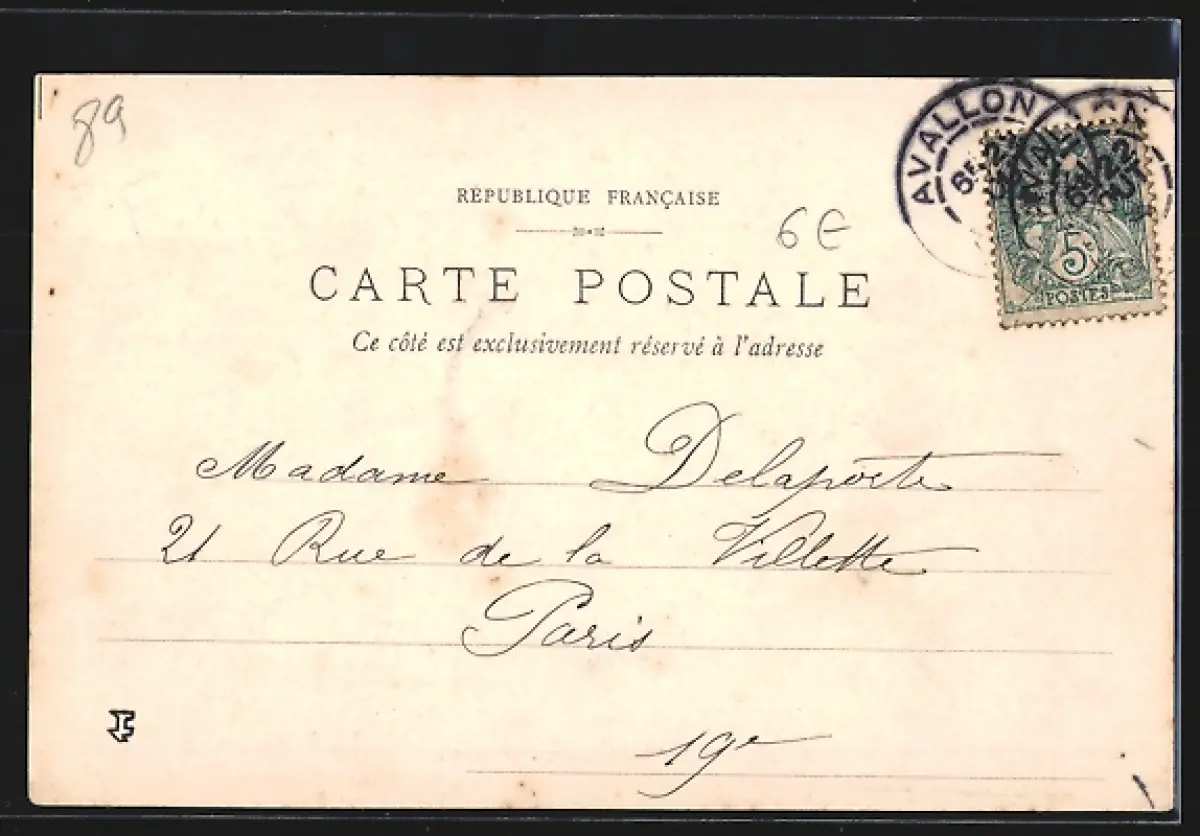 89
RÉPUBLIQUE FRANÇAISE
6 €
AVALLON
5c
POSTES
CARTE POSTALE
Ce côté est exclusivement réservé à l'adresse
Madame Delaporte
21 Rue de la Villette
Paris
19e